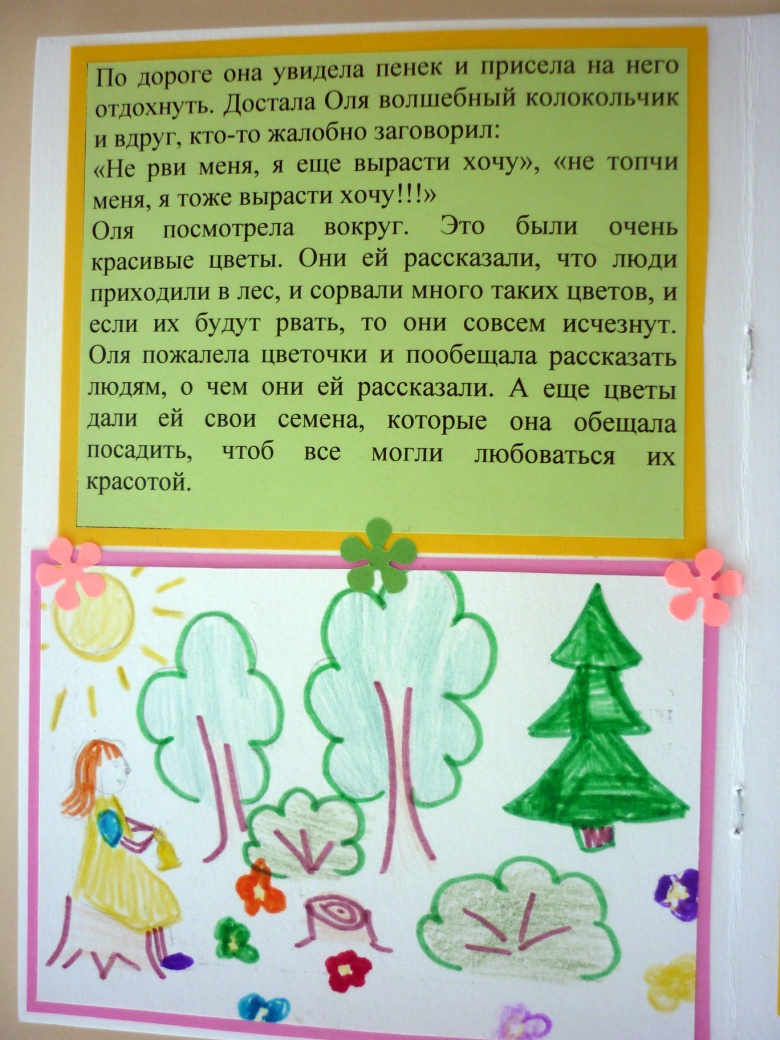 По дороге она увидела пенек и присела на него
отдохнуть. Достала Оля волшебный колокольчик
и вдруг, кто-то жалобно заговорил:
«Не рви меня, я еще вырасти хочу», «не топчи
меня, я тоже вырасти хочу!!!»
Оля посмотрела вокруг. Это были очень
красивые цветы. Они ей рассказали, что люди
приходили в лес, и сорвали много таких цветов, и
если их будут рвать, то они совсем исчезнут.
Оля пожалела цветочки и пообещала рассказать
людям, о чем они ей рассказали. А еще цветы
дали ей свои семена, которые она обещала
посадить, чтоб все могли любоваться их
красотой.